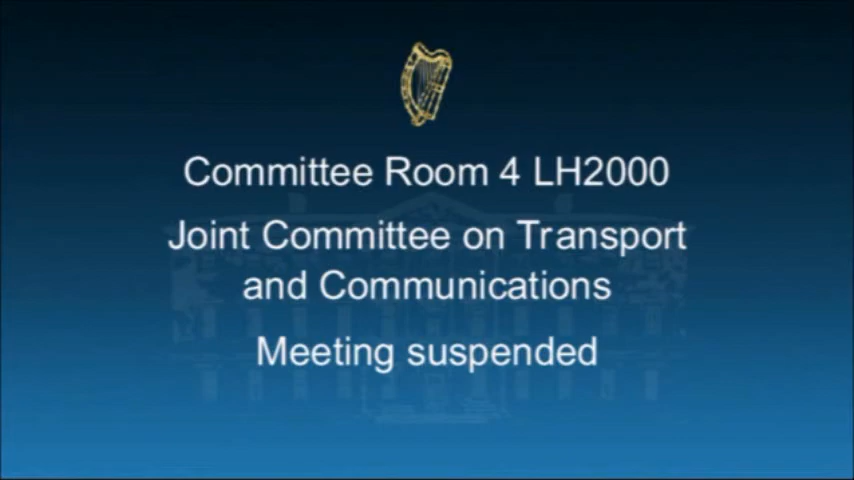 Committee Room 4 LH2000
Joint Committee on Transport
and Communications
Meeting suspended